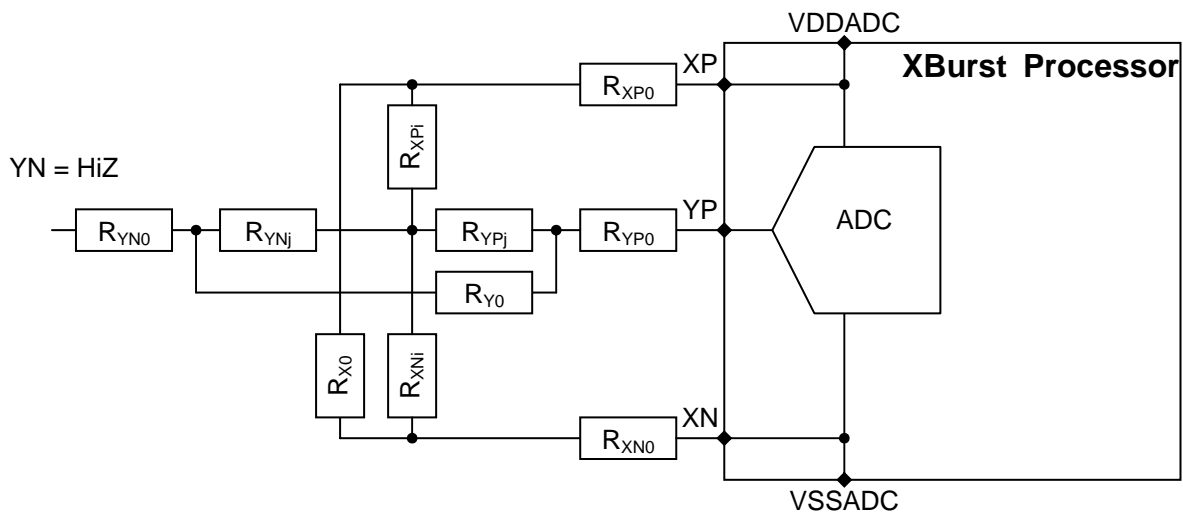 VDDADC
XBurst Processor
XP
R_XP0
R_XPi
YN = HiZ
YP
ADC
R_YN0
R_YNj
R_YPj
R_YP0
R_Y0
R_X0
R_XNi
XN
R_XN0
VSSADC